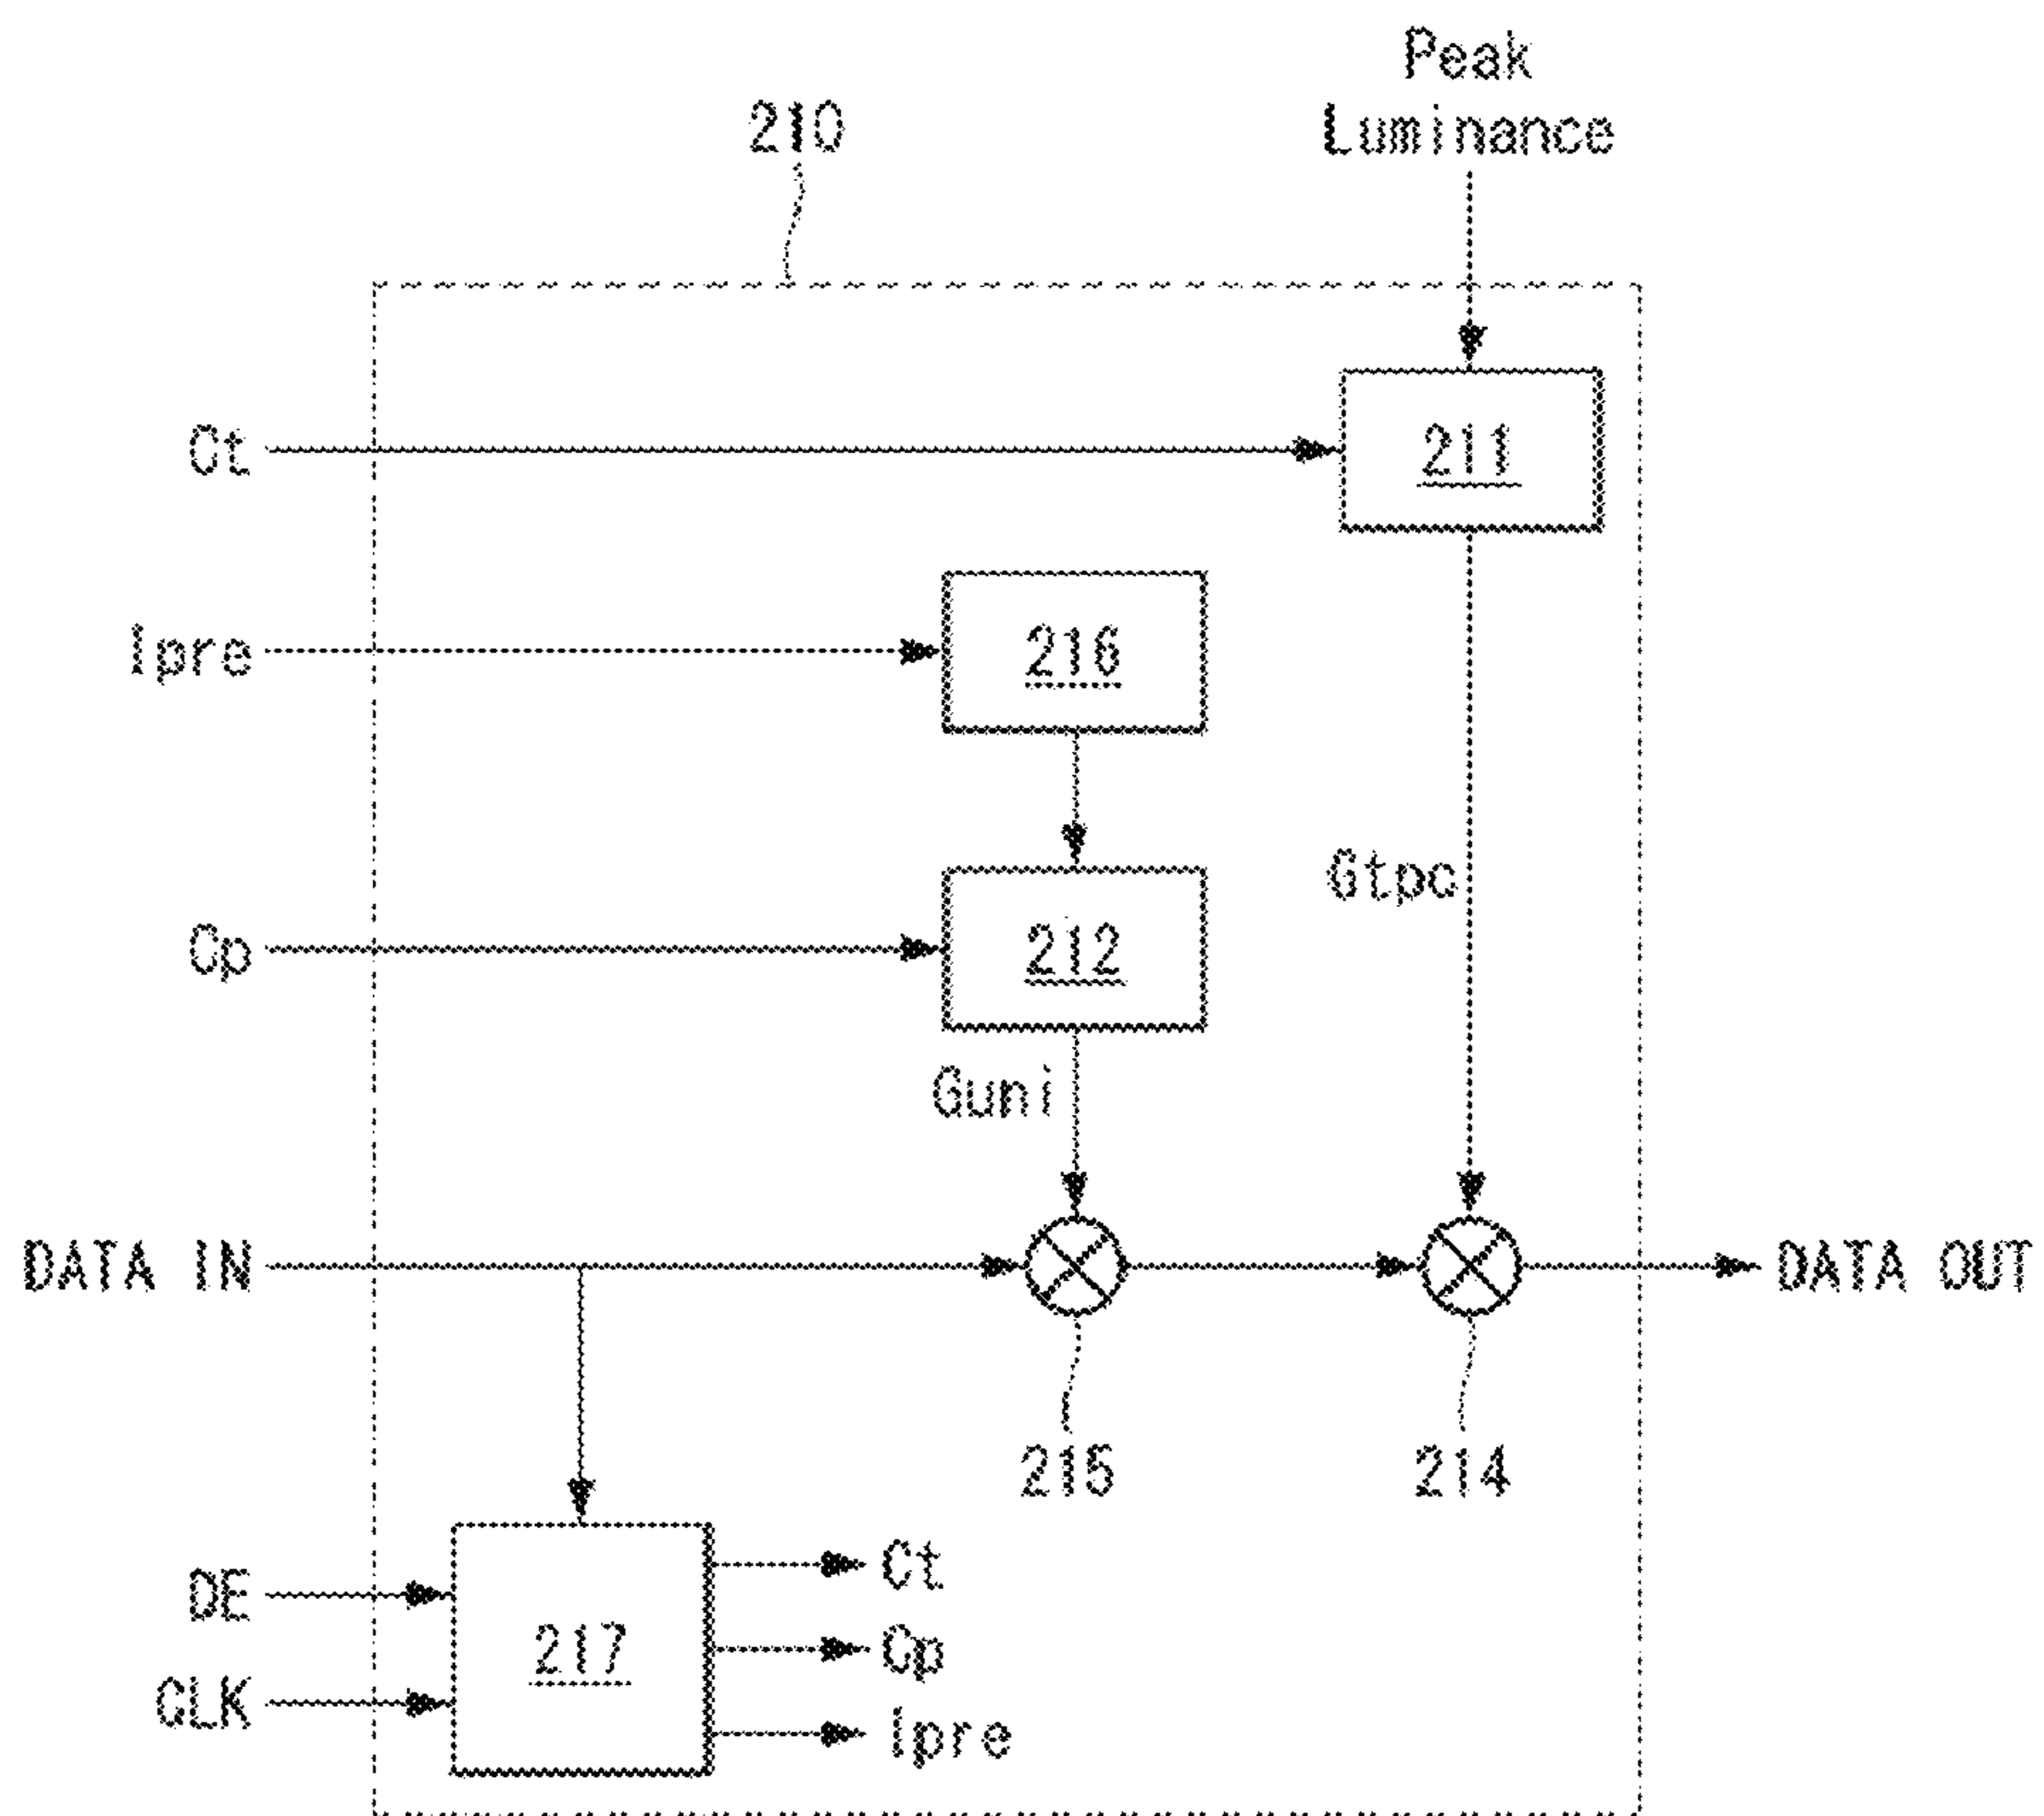 Peak
Luminance
210
Ct
211
Ipre
216
Gtpc
Cp
212
Guni
DATA IN
DATA OUT
215
214
DE
CLK
217
Ct
Cp
Ipre